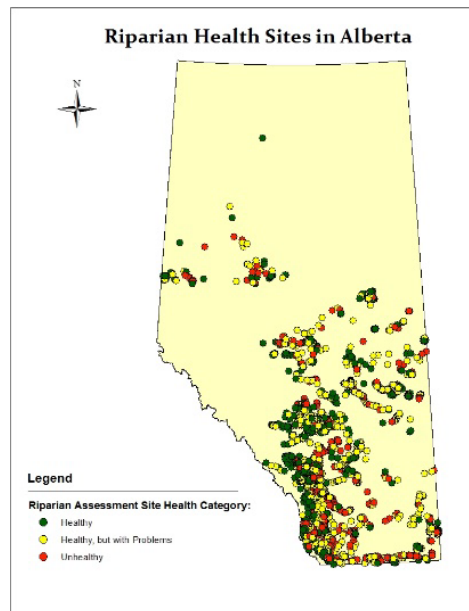 Riparian Health Sites in Alberta
N
Legend
Riparian Assessment Site Health Category:
Healthy
Healthy, but with Problems
Unhealthy